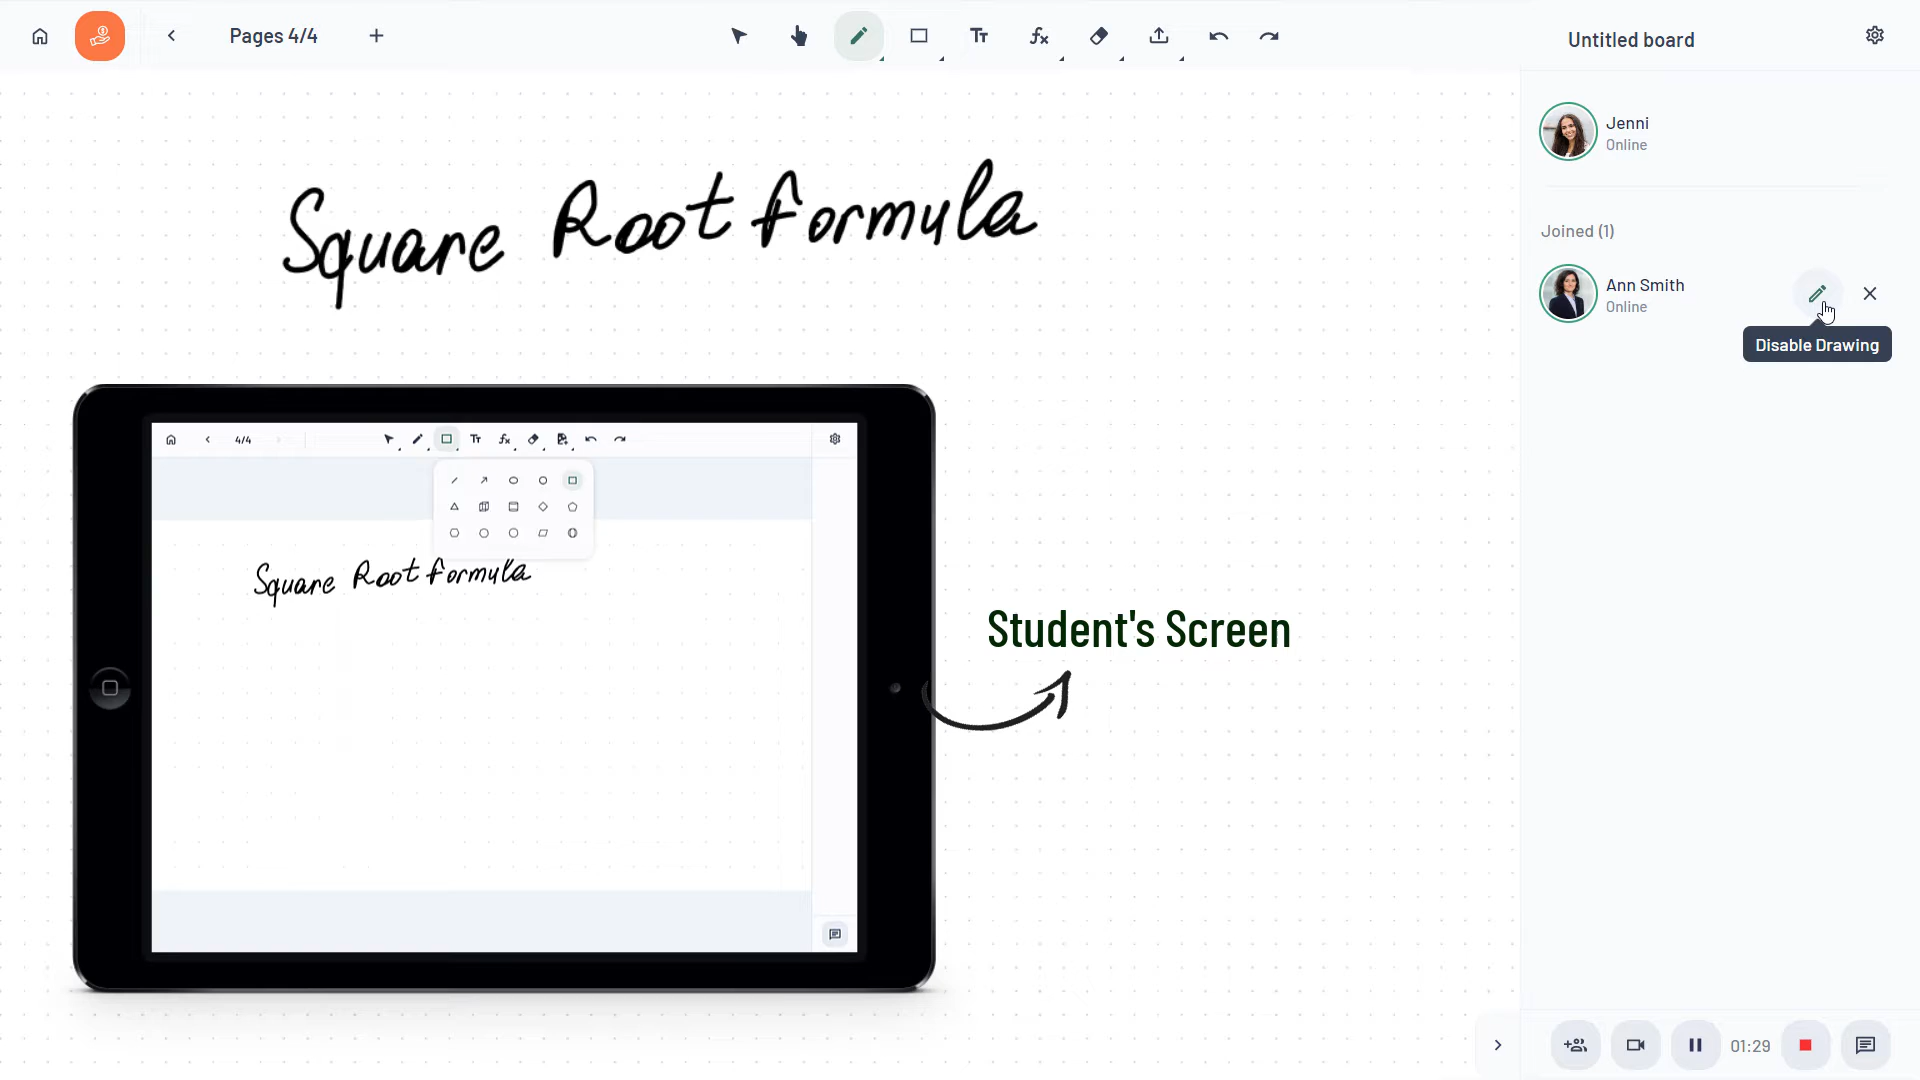 Pages 4/4
Untitled board
Jenni
Online
Joined (1)
Ann Smith
Online
Disable Drawing
Square Root formula
4/4
Square Root formula
Student's Screen
01:29